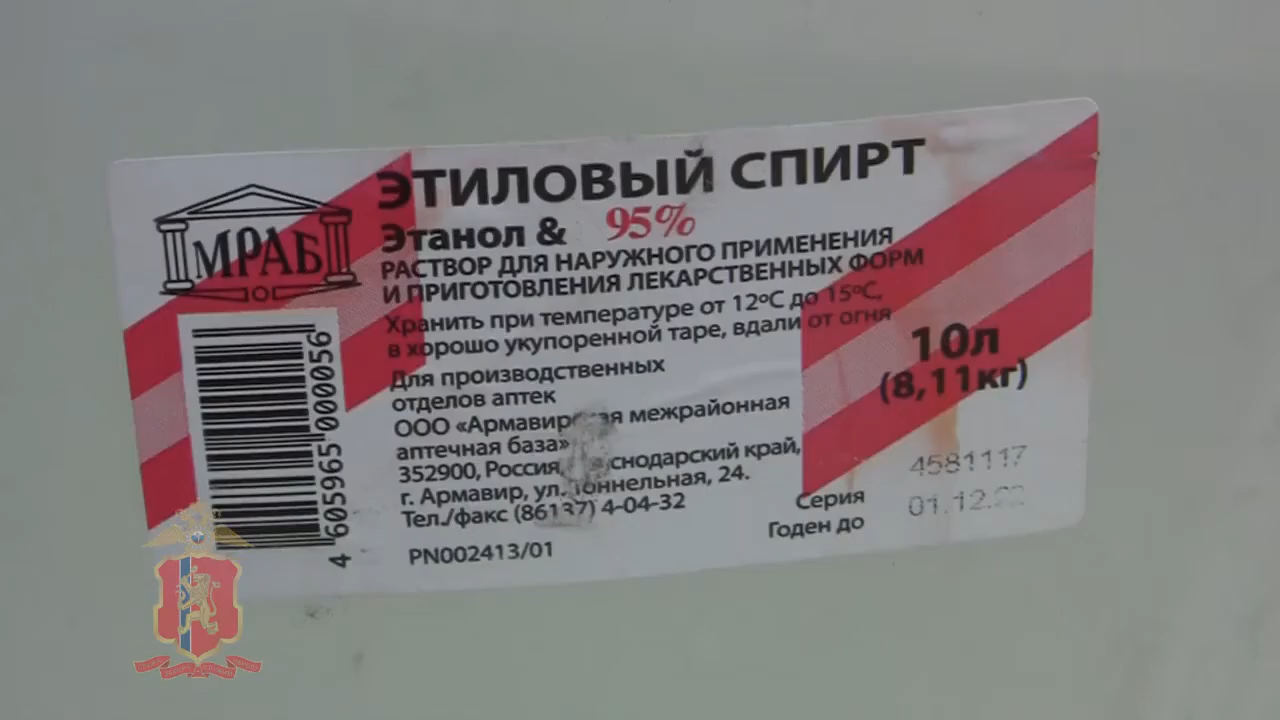 МРАБ
ЭТИЛОВЫЙ СПИРТ
Этанол & 95%
РАСТВОР ДЛЯ НАРУЖНОГО ПРИМЕНЕНИЯ
И ПРИГОТОВЛЕНИЯ ЛЕКАРСТВЕННЫХ ФОРМ
Хранить при температуре от 12ºС до 15ºС,
в хорошо укупоренной таре, вдали от огня
10л
(8,11кг)
Для производственных
отделов аптек
ООО «Армавирская межрайонная
аптечная база»
352900, Россия, край,
г. Армавир, ул. Тоннельная, 24.
Тел./факс (86137) 4-04-32
PN002413/01
Серия 4581117
Годен до 01.12.
4 605965 000056